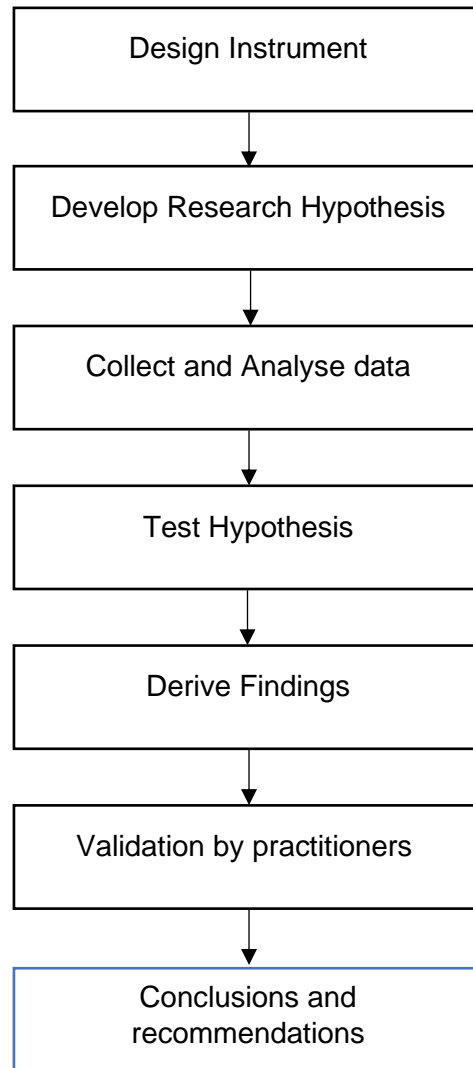 Design Instrument
Develop Research Hypothesis
Collect and Analyse data
Test Hypothesis
Derive Findings
Validation by practitioners
Conclusions and
recommendations